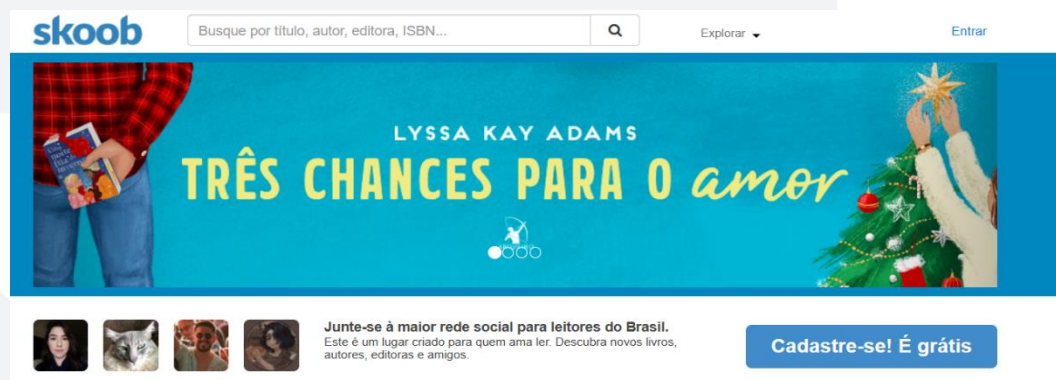 skoob
Busque por título, autor, editora, ISBN...
Explorar
Entrar
LYSSA KAY ADAMS
TRÊS CHANCES PARA O amor
Junte-se à maior rede social para leitores do Brasil.
Este é um lugar criado para quem ama ler. Descubra novos livros,
autores, editoras e amigos.
Cadastre-se! É grátis